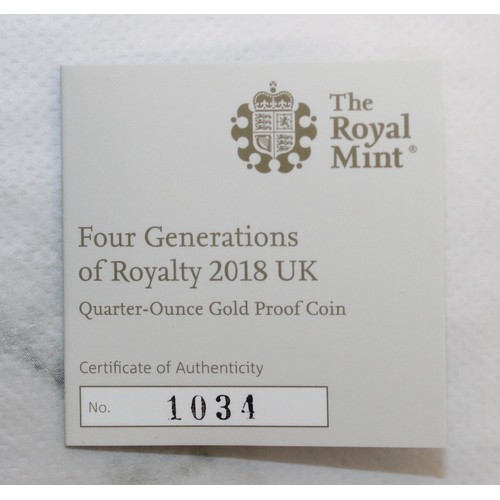 The
Royal
Mint®
Four Generations
of Royalty 2018 UK
Quarter-Ounce Gold Proof Coin
Certificate of Authenticity
No. 1034